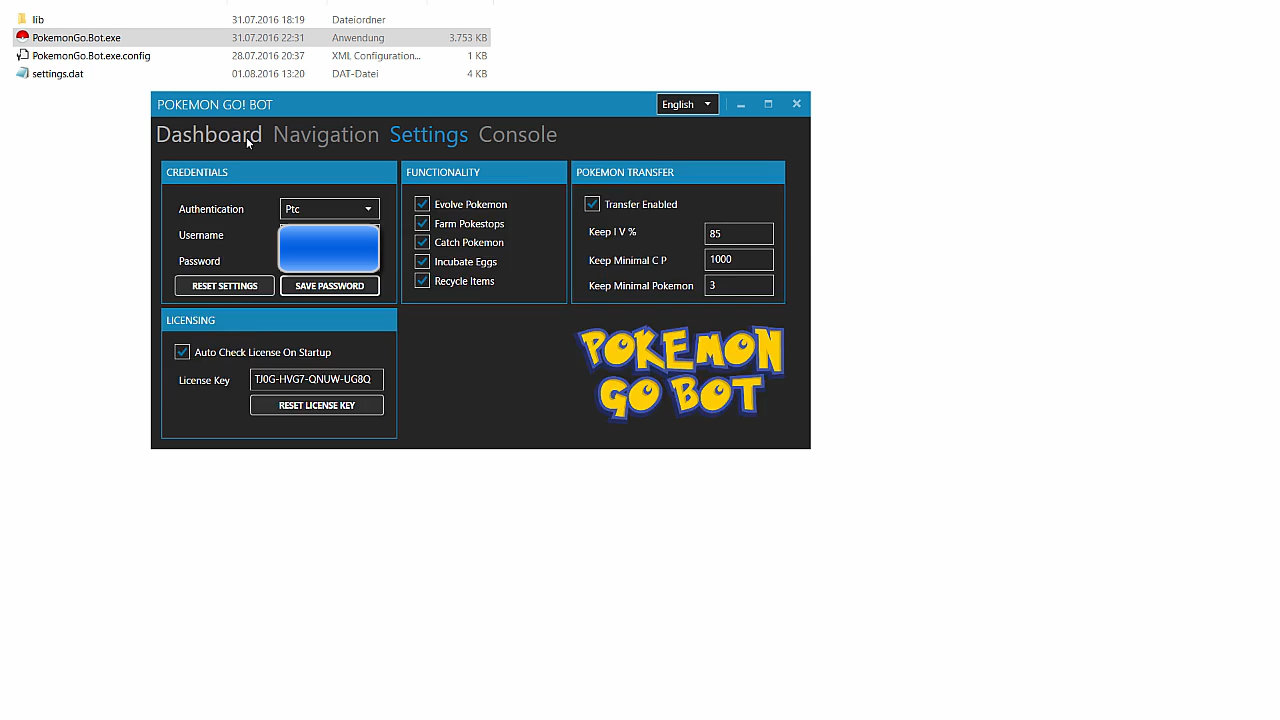 lib 31.07.2016 18:19 Dateiordner
PokemonGo.Bot.exe 31.07.2016 22:31 Anwendung 3.753 KB
PokemonGo.Bot.exe.config 28.07.2016 20:37 XML Configuration... 1 KB
settings.dat 01.08.2016 13:20 DAT-Datei 4 KB
POKEMON GO! BOT English
Dashboard Navigation Settings Console
CREDENTIALS
Authentication Ptc
Username
Password
RESET SETTINGS SAVE PASSWORD
FUNCTIONALITY
Evolve Pokemon
Farm Pokestops
Catch Pokemon
Incubate Eggs
Recycle Items
POKEMON TRANSFER
Transfer Enabled
Keep I V % 85
Keep Minimal C P 1000
Keep Minimal Pokemon 3
LICENSING
Auto Check License On Startup
License Key TJ0G-HVG7-QNUW-UG8Q
RESET LICENSE KEY
POKEMON
GO BOT